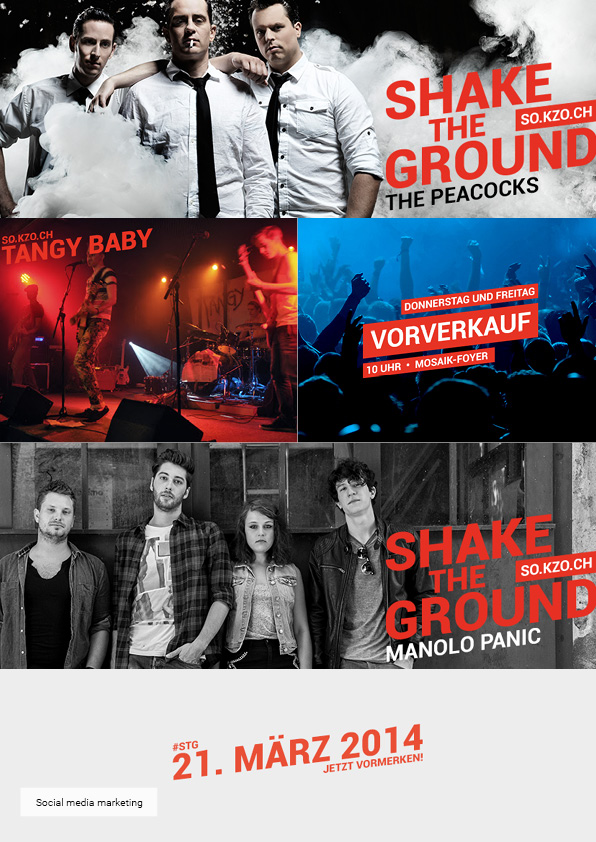 SHAKE
THE
SO.KZO.CH
GROUND
THE PEACOCKS
SO.KZO.CH
TANGY BABY
DONNERSTAG UND FREITAG
VORVERKAUF
10 UHR • MOSAIK-FOYER
SHAKE
THE
SO.KZO.CH
GROUND
MANOLO PANIC
#STG
21. MÄRZ 2014
JETZT VORMERKEN!
Social media marketing